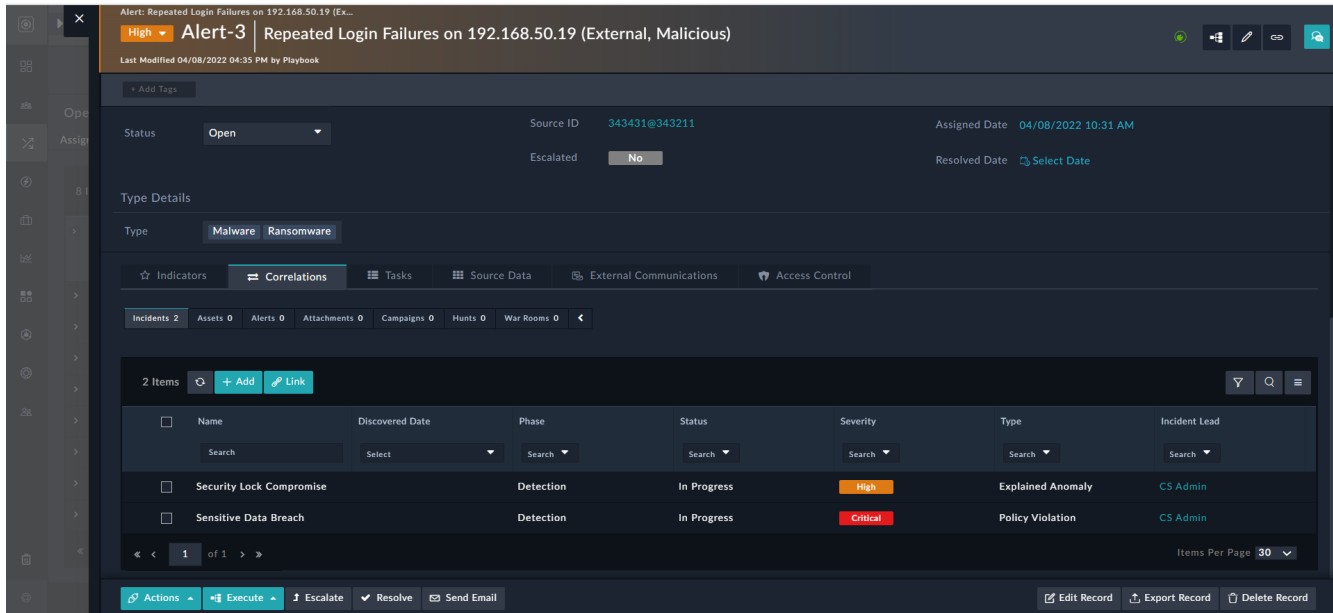 Alert: Repeated Login Failures on 192.168.50.19 (Ex...
High Alert-3 Repeated Login Failures on 192.168.50.19 (External, Malicious)
Last Modified 04/08/2022 04:35 PM by Playbook
+ Add Tags
Ope
Assig
8 I
Status Open Source ID 343431@343211 Assigned Date 04/08/2022 10:31 AM
Escalated No Resolved Date Select Date
Type Details
Type Malware Ransomware
Indicators Correlations Tasks Source Data External Communications Access Control
Incidents 2 Assets 0 Alerts 0 Attachments 0 Campaigns 0 Hunts 0 War Rooms 0
2 Items + Add Link
Name Discovered Date Phase Status Severity Type Incident Lead
Search Select Search Search Search Search Search
Security Lock Compromise Detection In Progress High Explained Anomaly CS Admin
Sensitive Data Breach Detection In Progress Critical Policy Violation CS Admin
« < 1 of 1 > » Items Per Page 30
Actions Execute Escalate Resolve Send Email Edit Record Export Record Delete Record